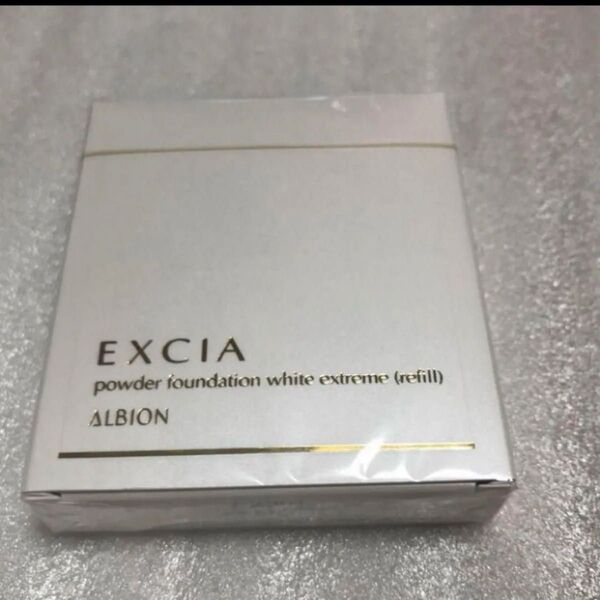 EXCIA
powder foundation white extreme (refill)
ALBION